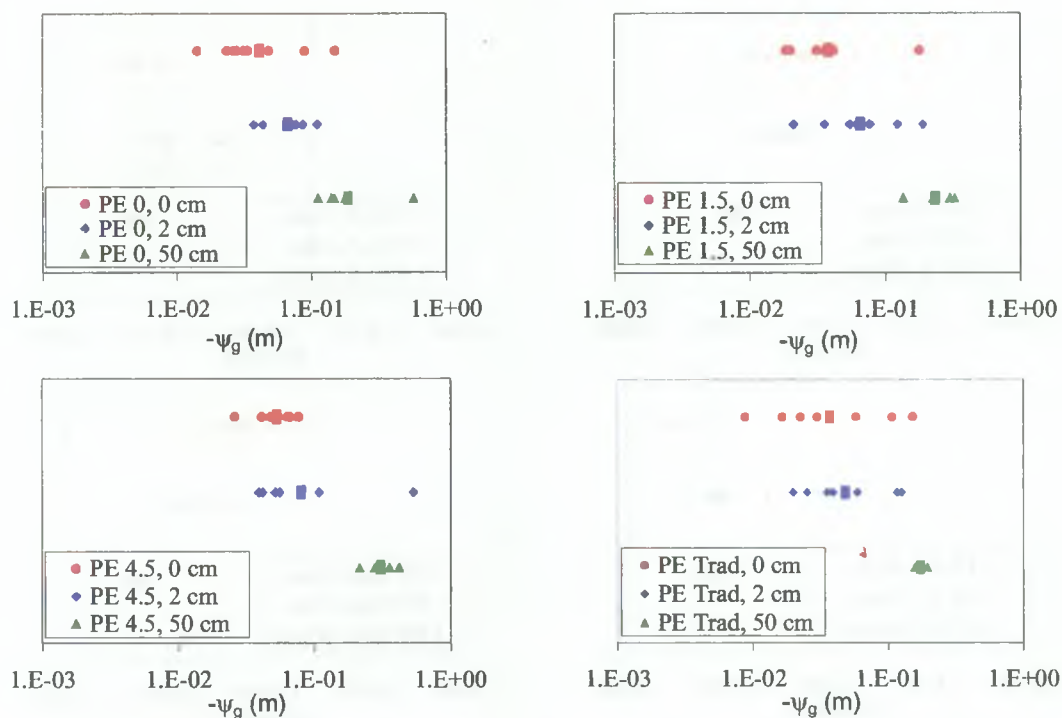 PE 0, 0 cm
PE 0, 2 cm
PE 0, 50 cm
1.E-03 1.E-02 1.E-01 1.E+00
-ψg (m)
PE 1.5, 0 cm
PE 1.5, 2 cm
PE 1.5, 50 cm
1.E-03 1.E-02 1.E-01 1.E+00
-ψg (m)
PE 4.5, 0 cm
PE 4.5, 2 cm
PE 4.5, 50 cm
1.E-03 1.E-02 1.E-01 1.E+00
-ψg (m)
PE Trad, 0 cm
PE Trad, 2 cm
PE Trad, 50 cm
1.E-03 1.E-02 1.E-01 1.E+00
-ψg (m)